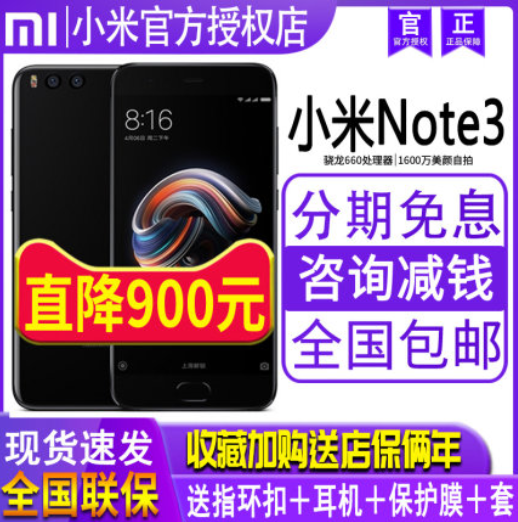 mi 小米官方授权店
官 正
官方授权 正品保障
8:16
小米Note3
骁龙660处理器|1600万美颜自拍
分期免息
咨询减钱
全国包邮
直降900元
现货速发
全国联保
收藏加购送店保俩年
送指环扣+耳机+保护膜+套